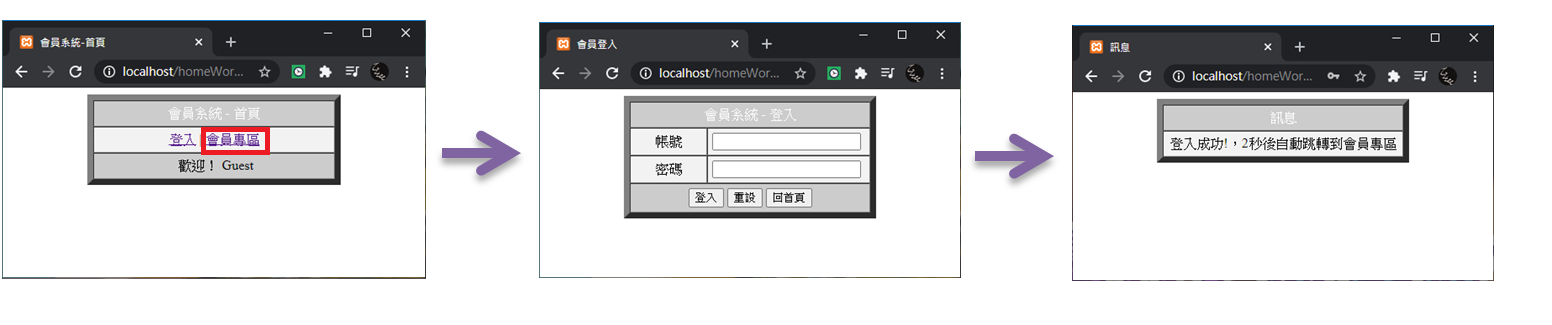 會員系統-首頁
localhost/homeWor...
會員系統 - 首頁
登入 | 會員專區
歡迎！ Guest
會員登入
localhost/homeWor...
會員系統 - 登入
帳號
密碼
登入 重設 回首頁
訊息
localhost/homeWor...
訊息
登入成功!，2秒後自動跳轉到會員專區